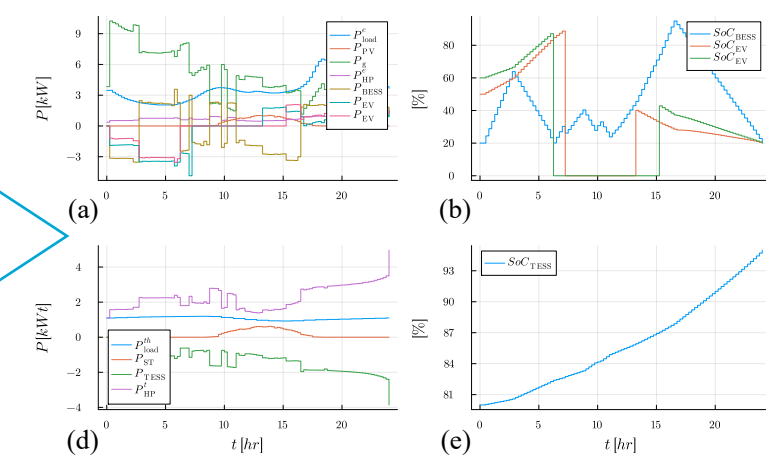 P [kW]
9
6
3
0
−3
0
5
10
15
20
P^e_load
P_PV
P_g
P^e_HP
P_BESS
P_EV
P_EV
(a)
[%]
80
60
40
20
0
0
5
10
15
20
SoC_BESS
SoC_EV
SoC_EV
(b)
P [kWt]
4
2
0
−2
−4
0
5
10
15
20
P^th_load
P_ST
P_TESS
P^t_HP
t [hr]
(d)
[%]
93
90
87
84
81
0
5
10
15
20
SoC_TESS
t [hr]
(e)